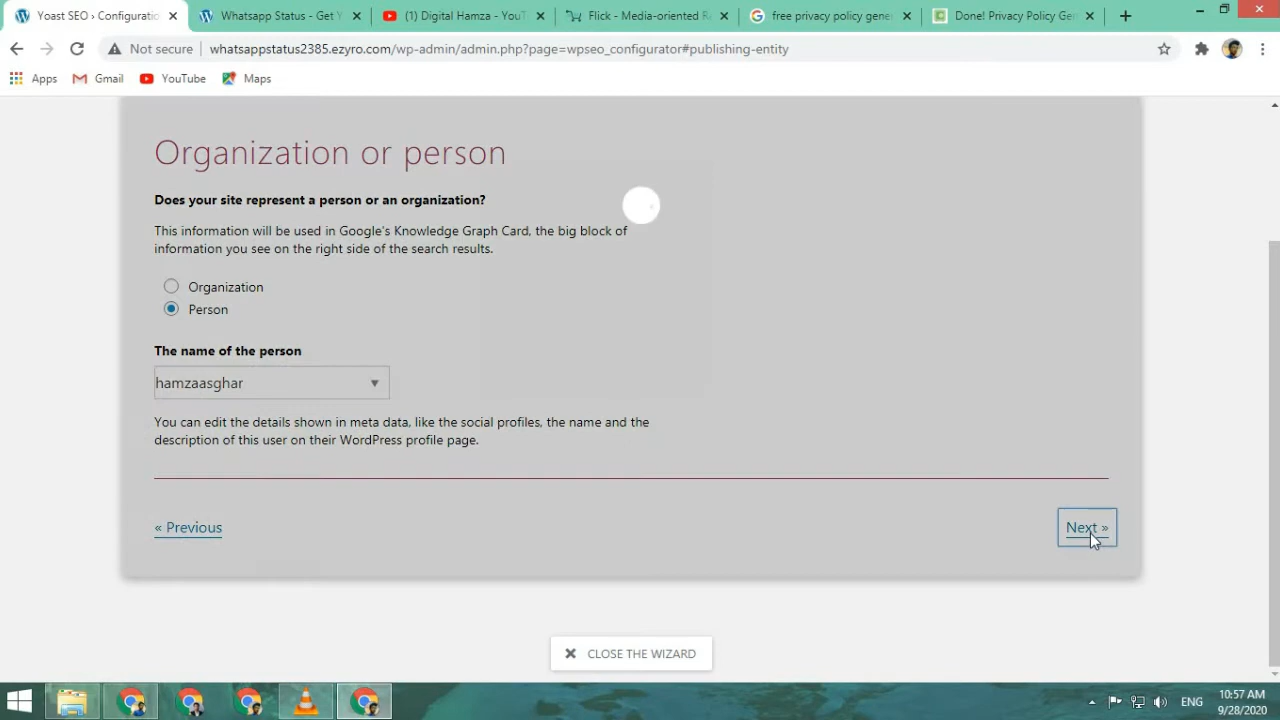 Yoast SEO › Configuratio
Whatsapp Status - Get Y
(1) Digital Hamza - YouT
Flick - Media-oriented R
free privacy policy gene
Done! Privacy Policy Ge
Not secure
whatsappstatus2385.ezyro.com/wp-admin/admin.php?page=wpseo_configurator#publishing-entity
Apps
Gmail
YouTube
Maps
Organization or person
Does your site represent a person or an organization?
This information will be used in Google's Knowledge Graph Card, the big block of
information you see on the right side of the search results.
Organization
Person
The name of the person
hamzaasghar
You can edit the details shown in meta data, like the social profiles, the name and the
description of this user on their WordPress profile page.
« Previous
Next »
CLOSE THE WIZARD
ENG
10:57 AM
9/28/2020